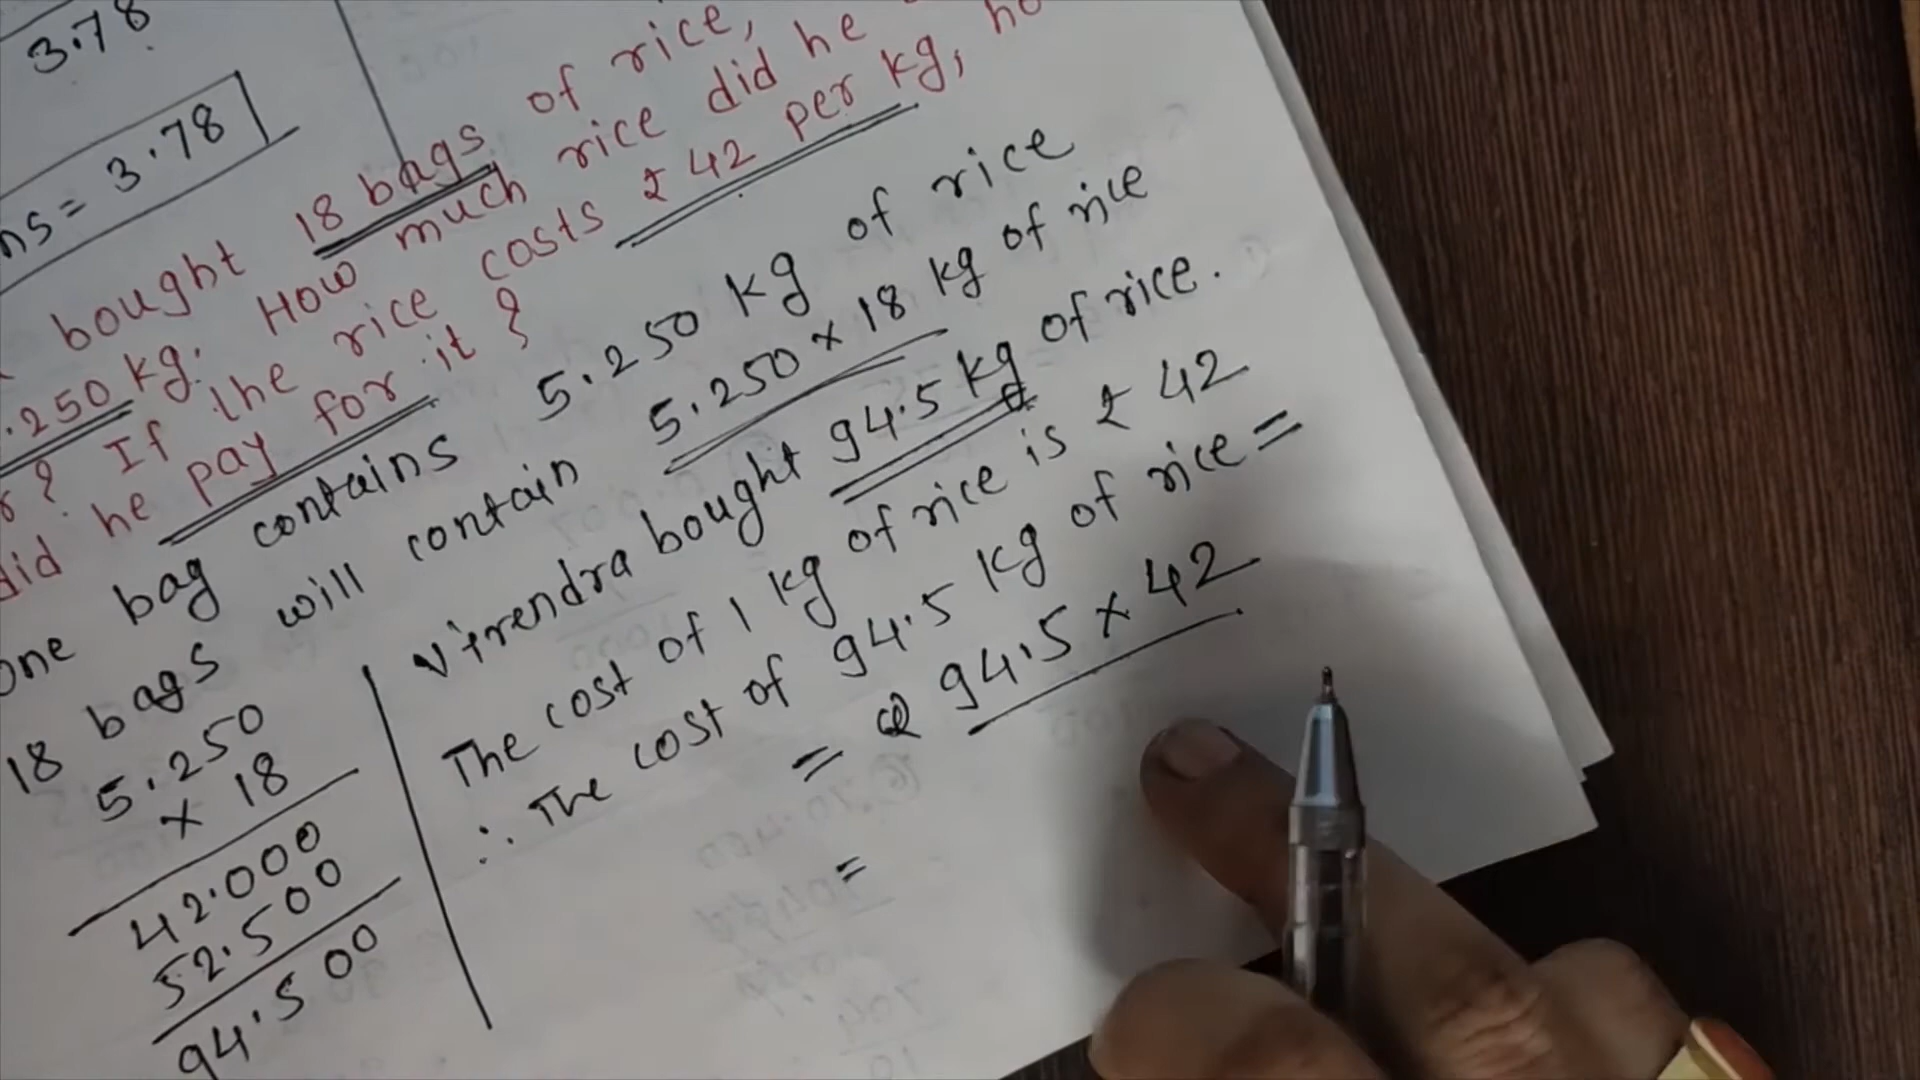 3.78
ns = 3.78
bought 18 bags of rice,
.250 kg. How much rice did he
? If the rice costs ₹ 42 per kg, ho
did he pay for it ?
one bag contains 5.250 kg of rice
18 bags will contain 5.250 × 18 kg of rice
5.250
× 18
42.000
52.500
94.500
Virendra bought 94.5 kg of rice.
The cost of 1 kg of rice is ₹ 42
∴ The cost of 94.5 kg of rice =
= 94.5 × 42
=